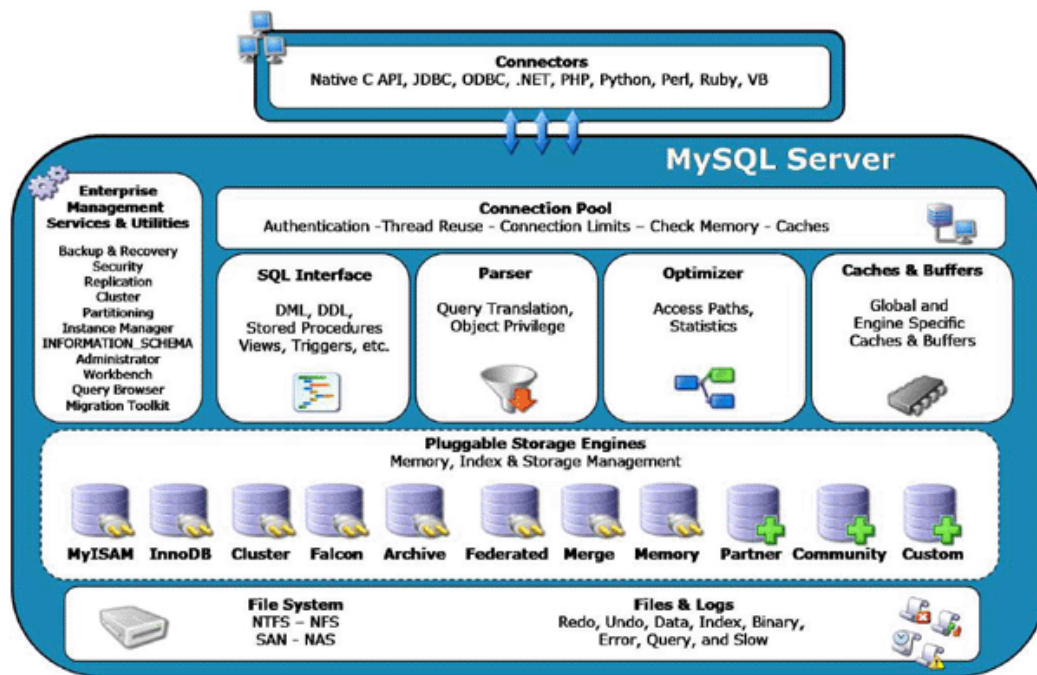 Connectors
Native C API, JDBC, ODBC, .NET, PHP, Python, Perl, Ruby, VB
MySQL Server
Enterprise
Management
Services & Utilities
Backup & Recovery
Security
Replication
Cluster
Partitioning
Instance Manager
INFORMATION_SCHEMA
Administrator
Workbench
Query Browser
Migration Toolkit
Connection Pool
Authentication -Thread Reuse - Connection Limits – Check Memory - Caches
SQL Interface
DML, DDL,
Stored Procedures
Views, Triggers, etc.
Parser
Query Translation,
Object Privilege
Optimizer
Access Paths,
Statistics
Caches & Buffers
Global and
Engine Specific
Caches & Buffers
Pluggable Storage Engines
Memory, Index & Storage Management
MyISAM InnoDB Cluster Falcon Archive Federated Merge Memory Partner Community Custom
File System
NTFS – NFS
SAN - NAS
Files & Logs
Redo, Undo, Data, Index, Binary,
Error, Query, and Slow